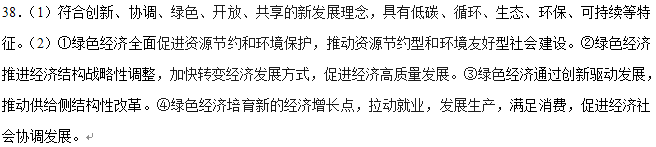 38．（1）符合创新、协调、绿色、开放、共享的新发展理念，具有低碳、循环、生态、环保、可持续等特
征。（2）①绿色经济全面促进资源节约和环境保护，推动资源节约型和环境友好型社会建设。②绿色经济
推进经济结构战略性调整，加快转变经济发展方式，促进经济高质量发展。③绿色经济通过创新驱动发展，
推动供给侧结构性改革。④绿色经济培育新的经济增长点，拉动就业，发展生产，满足消费，促进经济社
会协调发展。